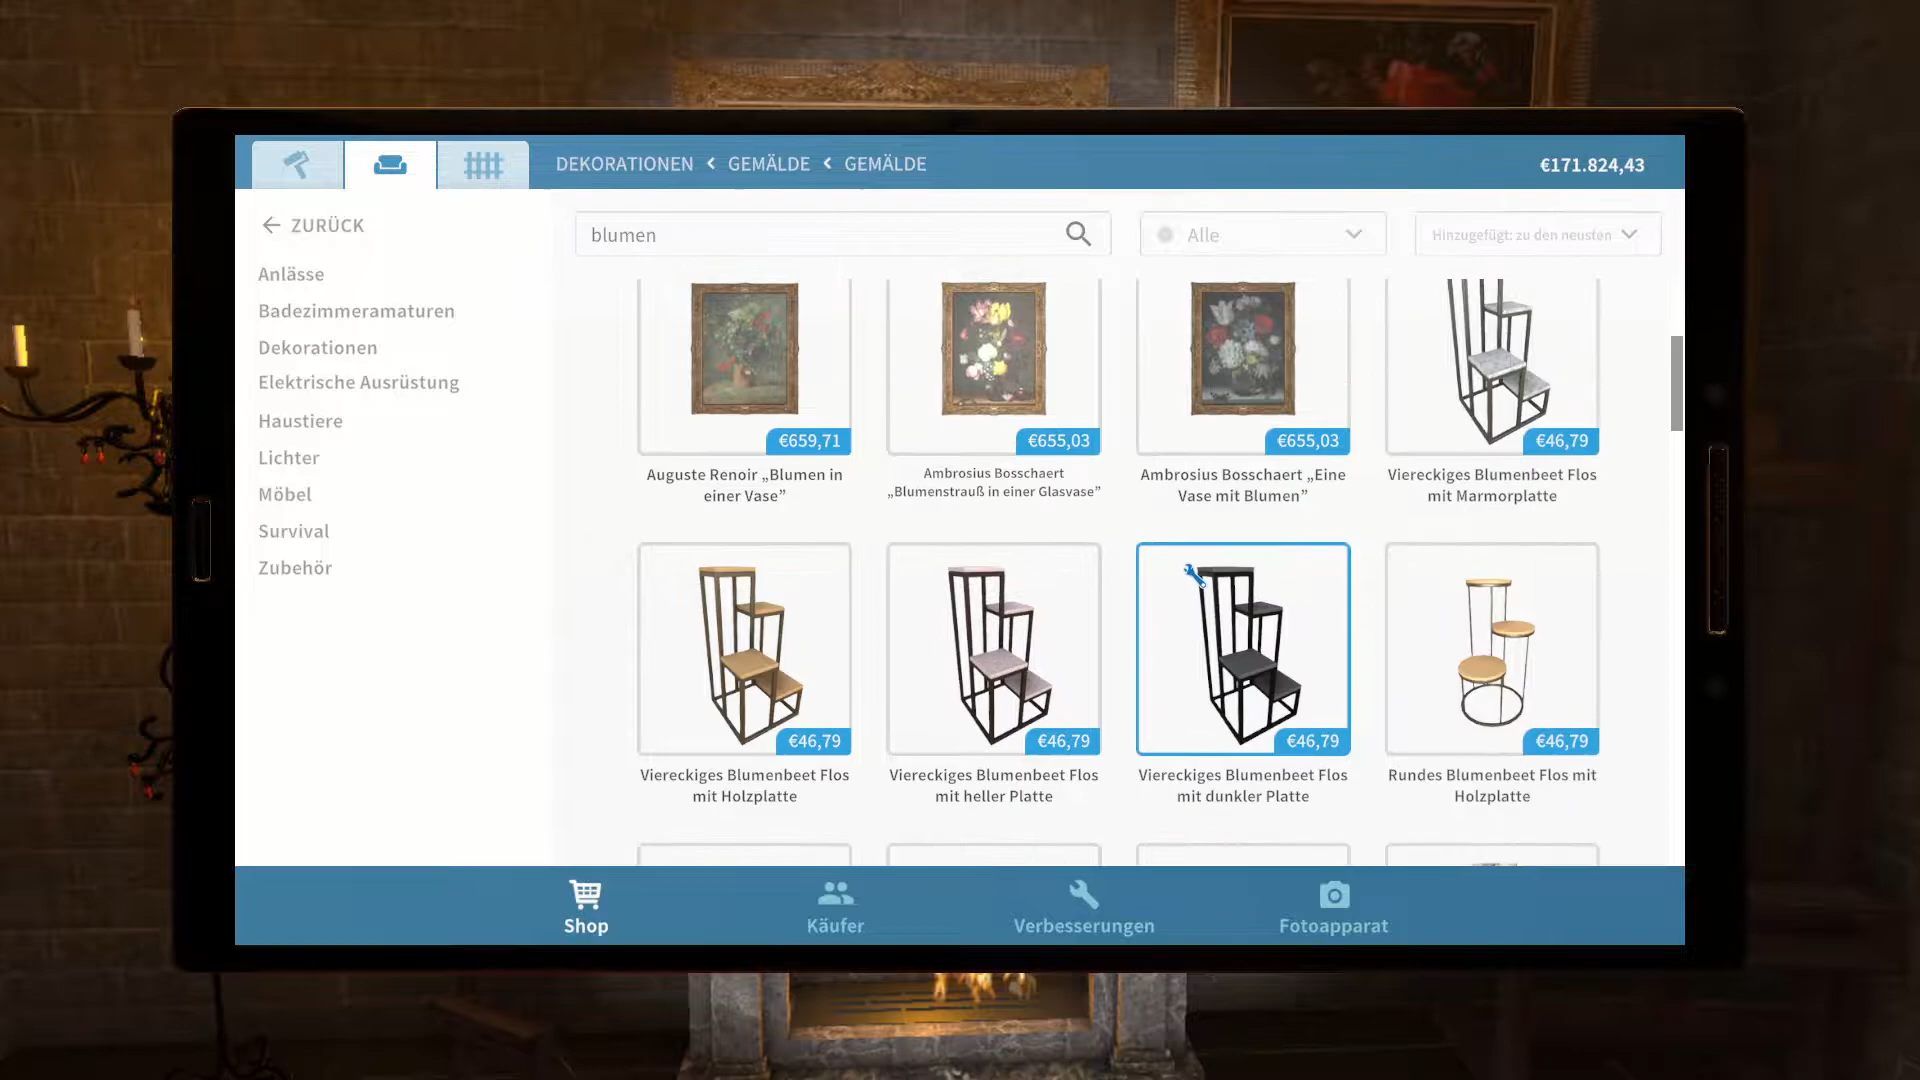 DEKORATIONEN < GEMÄLDE < GEMÄLDE
€171.824,43
ZURÜCK
Anlässe
Badezimmeramaturen
Dekorationen
Elektrische Ausrüstung
Haustiere
Lichter
Möbel
Survival
Zubehör
blumen
Alle
Hinzugefügt: zu den neusten
€659,71
Auguste Renoir „Blumen in
einer Vase”
€655,03
Ambrosius Bosschaert
„Blumenstrauß in einer Glasvase”
€655,03
Ambrosius Bosschaert „Eine
Vase mit Blumen”
€46,79
Viereckiges Blumenbeet Flos
mit Marmorplatte
€46,79
Viereckiges Blumenbeet Flos
mit Holzplatte
€46,79
Viereckiges Blumenbeet Flos
mit heller Platte
€46,79
Viereckiges Blumenbeet Flos
mit dunkler Platte
€46,79
Rundes Blumenbeet Flos mit
Holzplatte
Shop
Käufer
Verbesserungen
Fotoapparat